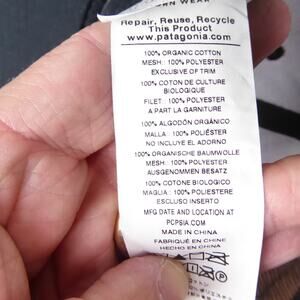 RN WEAR
Repair, Reuse, Recycle
This Product
www.patagonia.com
100% ORGANIC COTTON
MESH: 100% POLYESTER
EXCLUSIVE OF TRIM
100% COTON DE CULTURE
BIOLOGIQUE
FILET: 100% POLYESTER
A PART LA GARNITURE
100% ALGODÓN ORGÁNICO
MALLA: 100% POLIÉSTER
NO INCLUYE EL ADORNO
100% ORGANISCHE BAUMWOLLE
MESH: 100% POLYESTER
AUSGENOMMEN BESATZ
100% COTONE BIOLOGICO
MAGLIA: 100% POLIESTERE
ESCLUSO INSERTO
MFG DATE AND LOCATION AT
PCPSIA.COM
MADE IN CHINA
FABRIQUÉ EN CHINE
HECHO EN CHINA